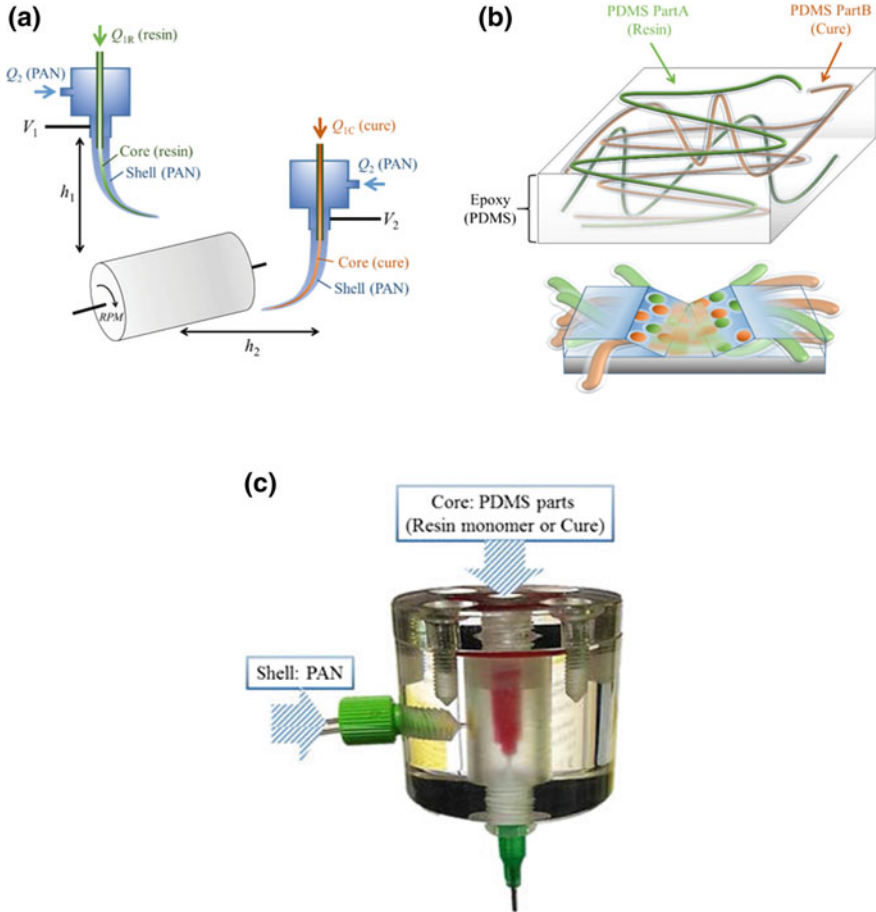 (a)
Q1R (resin)
Q2 (PAN)
V1
Core (resin)
Shell (PAN)
h1
Q1C (cure)
Q2 (PAN)
V2
Core (cure)
Shell (PAN)
RPM
h2
(b)
PDMS PartA
(Resin)
PDMS PartB
(Cure)
Epoxy
(PDMS)
(c)
Core: PDMS parts
(Resin monomer or Cure)
Shell: PAN